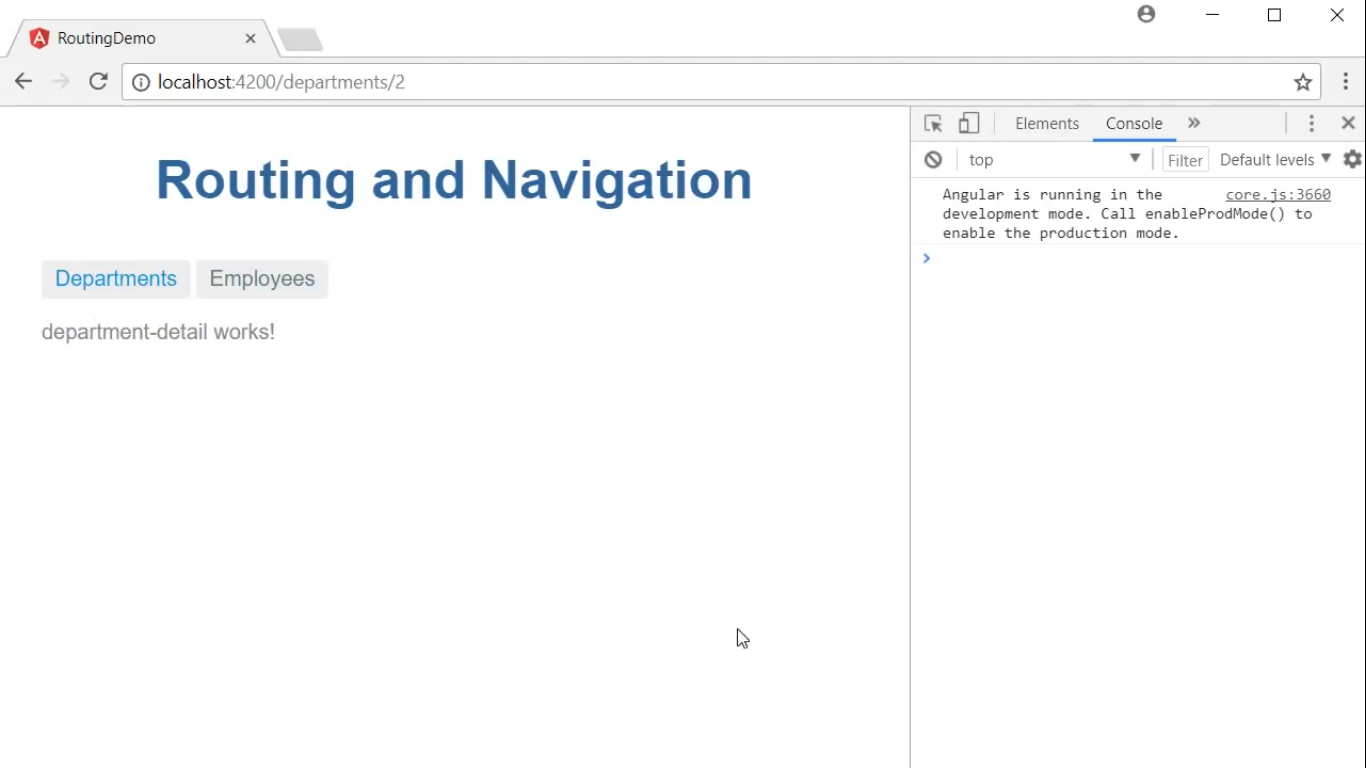 RoutingDemo
localhost:4200/departments/2
Routing and Navigation
Departments Employees
department-detail works!
Elements Console
top Filter Default levels
Angular is running in the core.js:3660
development mode. Call enableProdMode() to
enable the production mode.